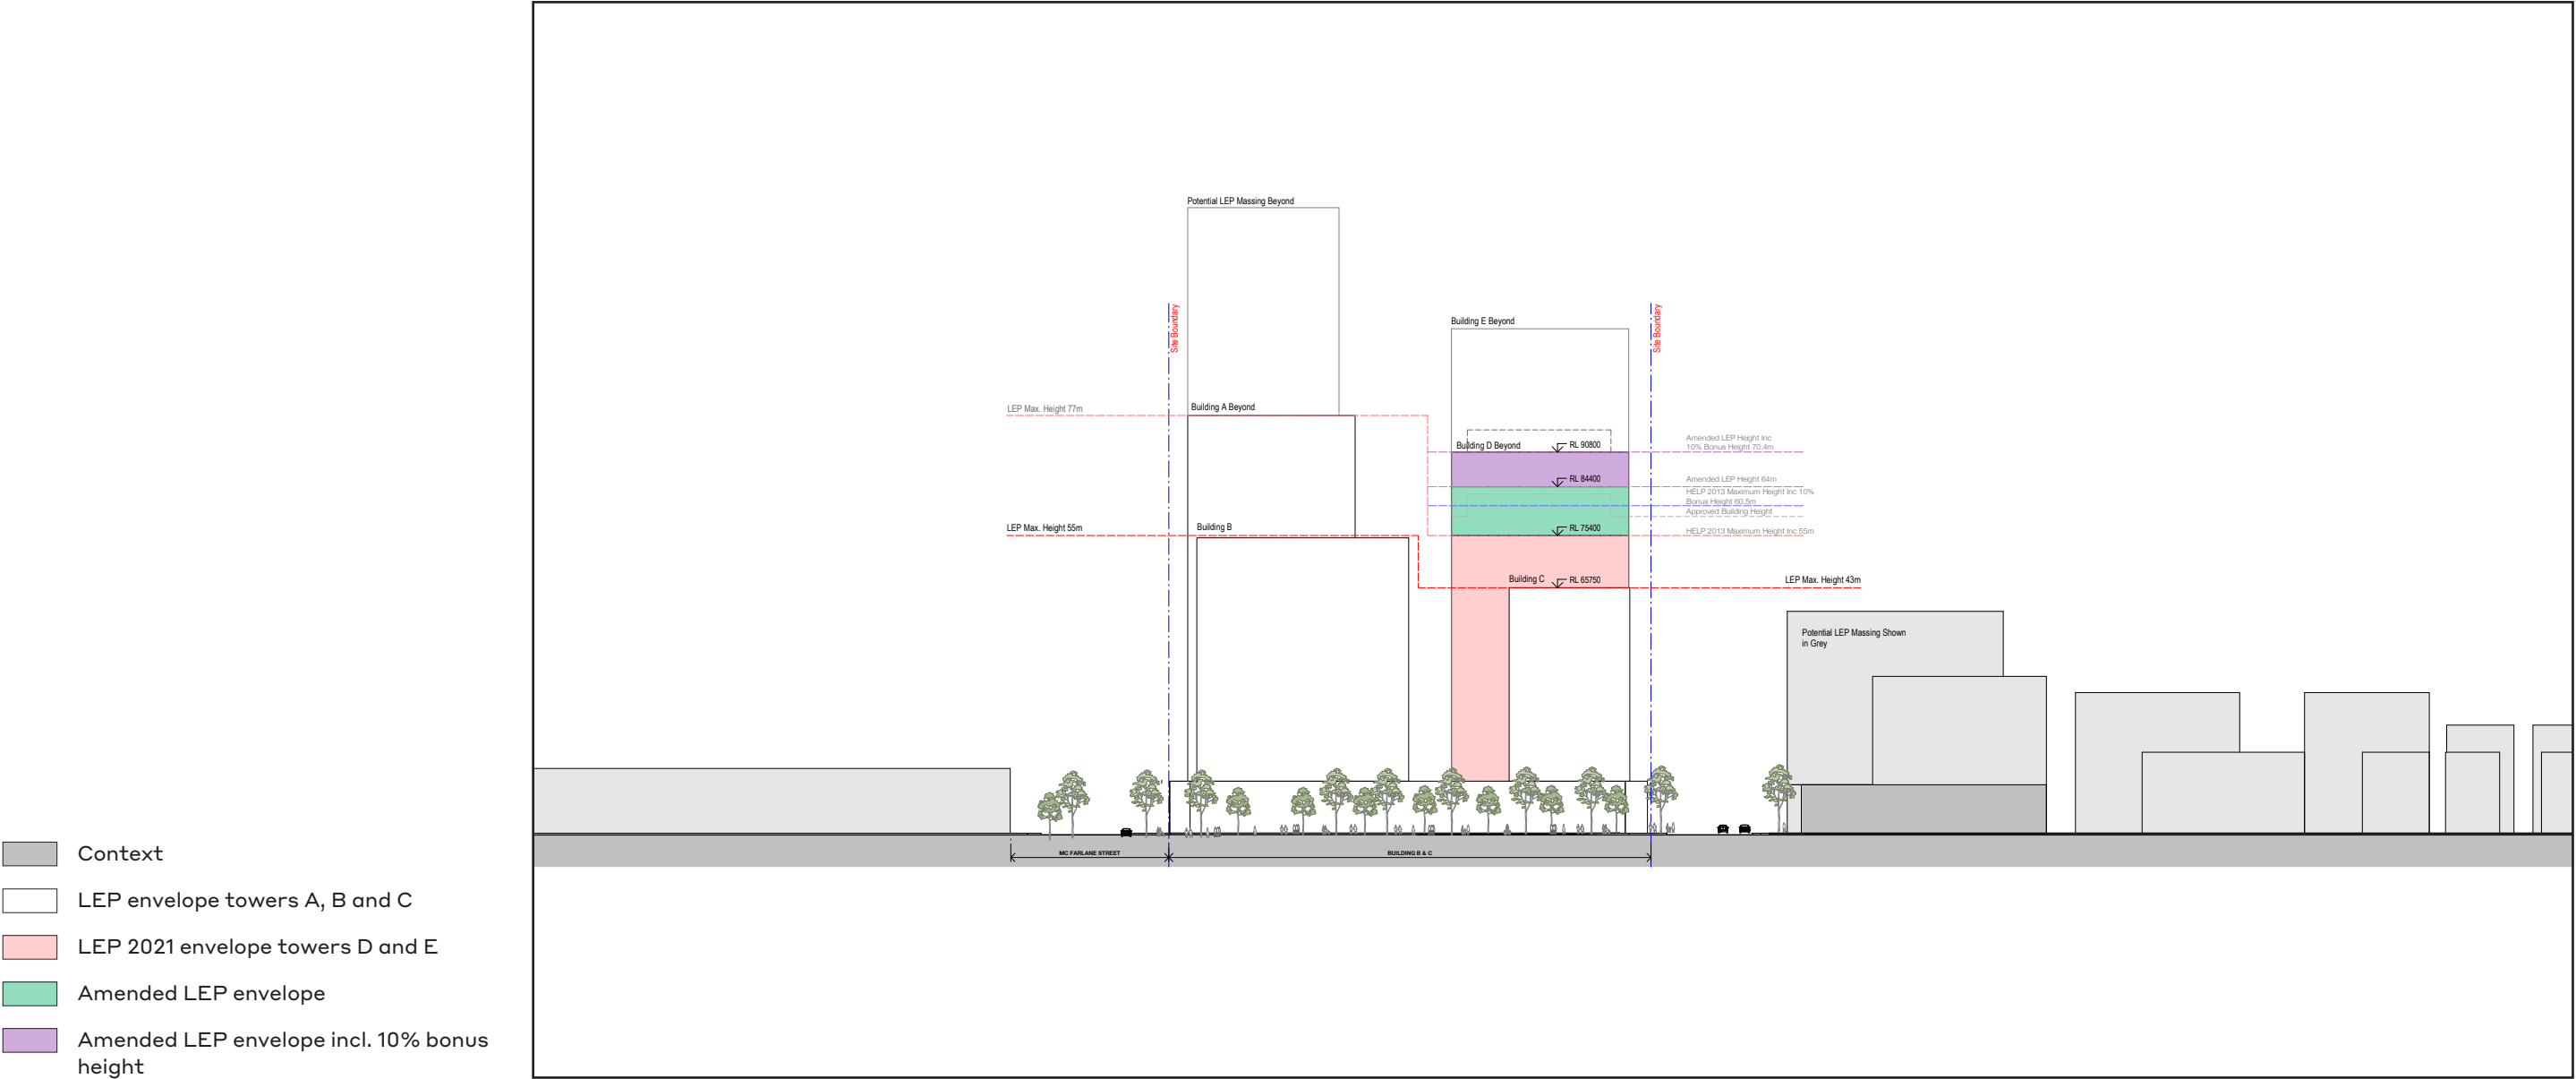 Potential LEP Massing Beyond
Site Boundary
Building E Beyond
Site Boundary
LEP Max. Height 77m
Building A Beyond
Building D Beyond
RL 90800
Amended LEP Height Inc
10% Bonus Height 70.4m
RL 84400
Amended LEP Height 64m
HELP 2013 Maximum Height Inc 10%
Bonus Height 60.5m
Approved Building Height
LEP Max. Height 55m
Building B
RL 75400
HELP 2013 Maximum Height Inc 55m
Building C
RL 65750
LEP Max. Height 43m
Potential LEP Massing Shown
in Grey
MC FARLANE STREET
BUILDING B & C
Context
LEP envelope towers A, B and C
LEP 2021 envelope towers D and E
Amended LEP envelope
Amended LEP envelope incl. 10% bonus
height